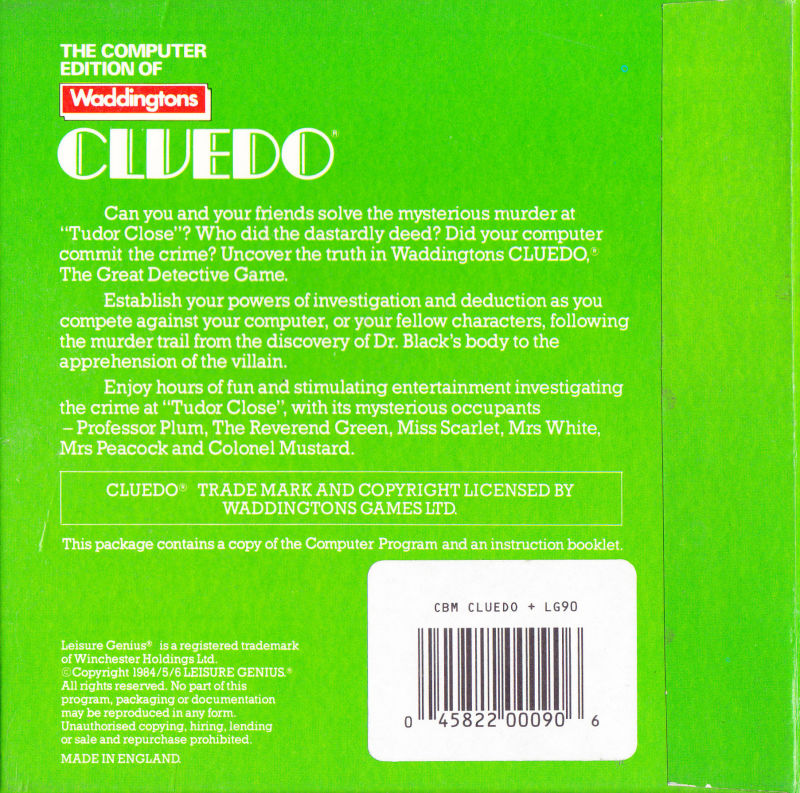 THE COMPUTER
EDITION OF
Waddingtons
CLUEDO®
Can you and your friends solve the mysterious murder at
"Tudor Close"? Who did the dastardly deed? Did your computer
commit the crime? Uncover the truth in Waddingtons CLUEDO,®
The Great Detective Game.
Establish your powers of investigation and deduction as you
compete against your computer, or your fellow characters, following
the murder trail from the discovery of Dr. Black's body to the
apprehension of the villain.
Enjoy hours of fun and stimulating entertainment investigating
the crime at "Tudor Close", with its mysterious occupants
– Professor Plum, The Reverend Green, Miss Scarlet, Mrs White,
Mrs Peacock and Colonel Mustard.
CLUEDO® TRADE MARK AND COPYRIGHT LICENSED BY
WADDINGTONS GAMES LTD.
This package contains a copy of the Computer Program and an instruction booklet.
CBM CLUEDO + LG90
0 45822 00090 6
Leisure Genius® is a registered trademark
of Winchester Holdings Ltd.
©Copyright 1984/5/6 LEISURE GENIUS.®
All rights reserved. No part of this
program, packaging or documentation
may be reproduced in any form.
Unauthorised copying, hiring, lending
or sale and repurchase prohibited.
MADE IN ENGLAND.